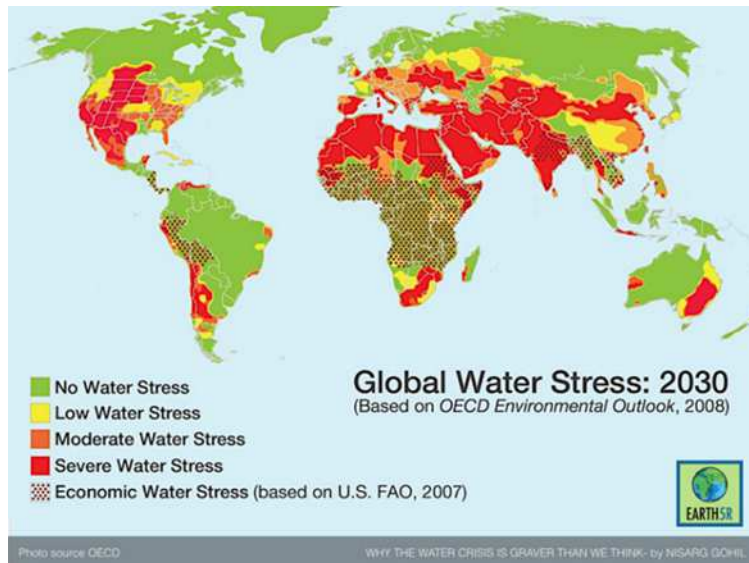 Global Water Stress: 2030
(Based on OECD Environmental Outlook, 2008)
No Water Stress
Low Water Stress
Moderate Water Stress
Severe Water Stress
Economic Water Stress (based on U.S. FAO, 2007)
EARTH5R
Photo source OECD
WHY THE WATER CRISIS IS GRAVER THAN WE THINK- by NISARG GOHIL